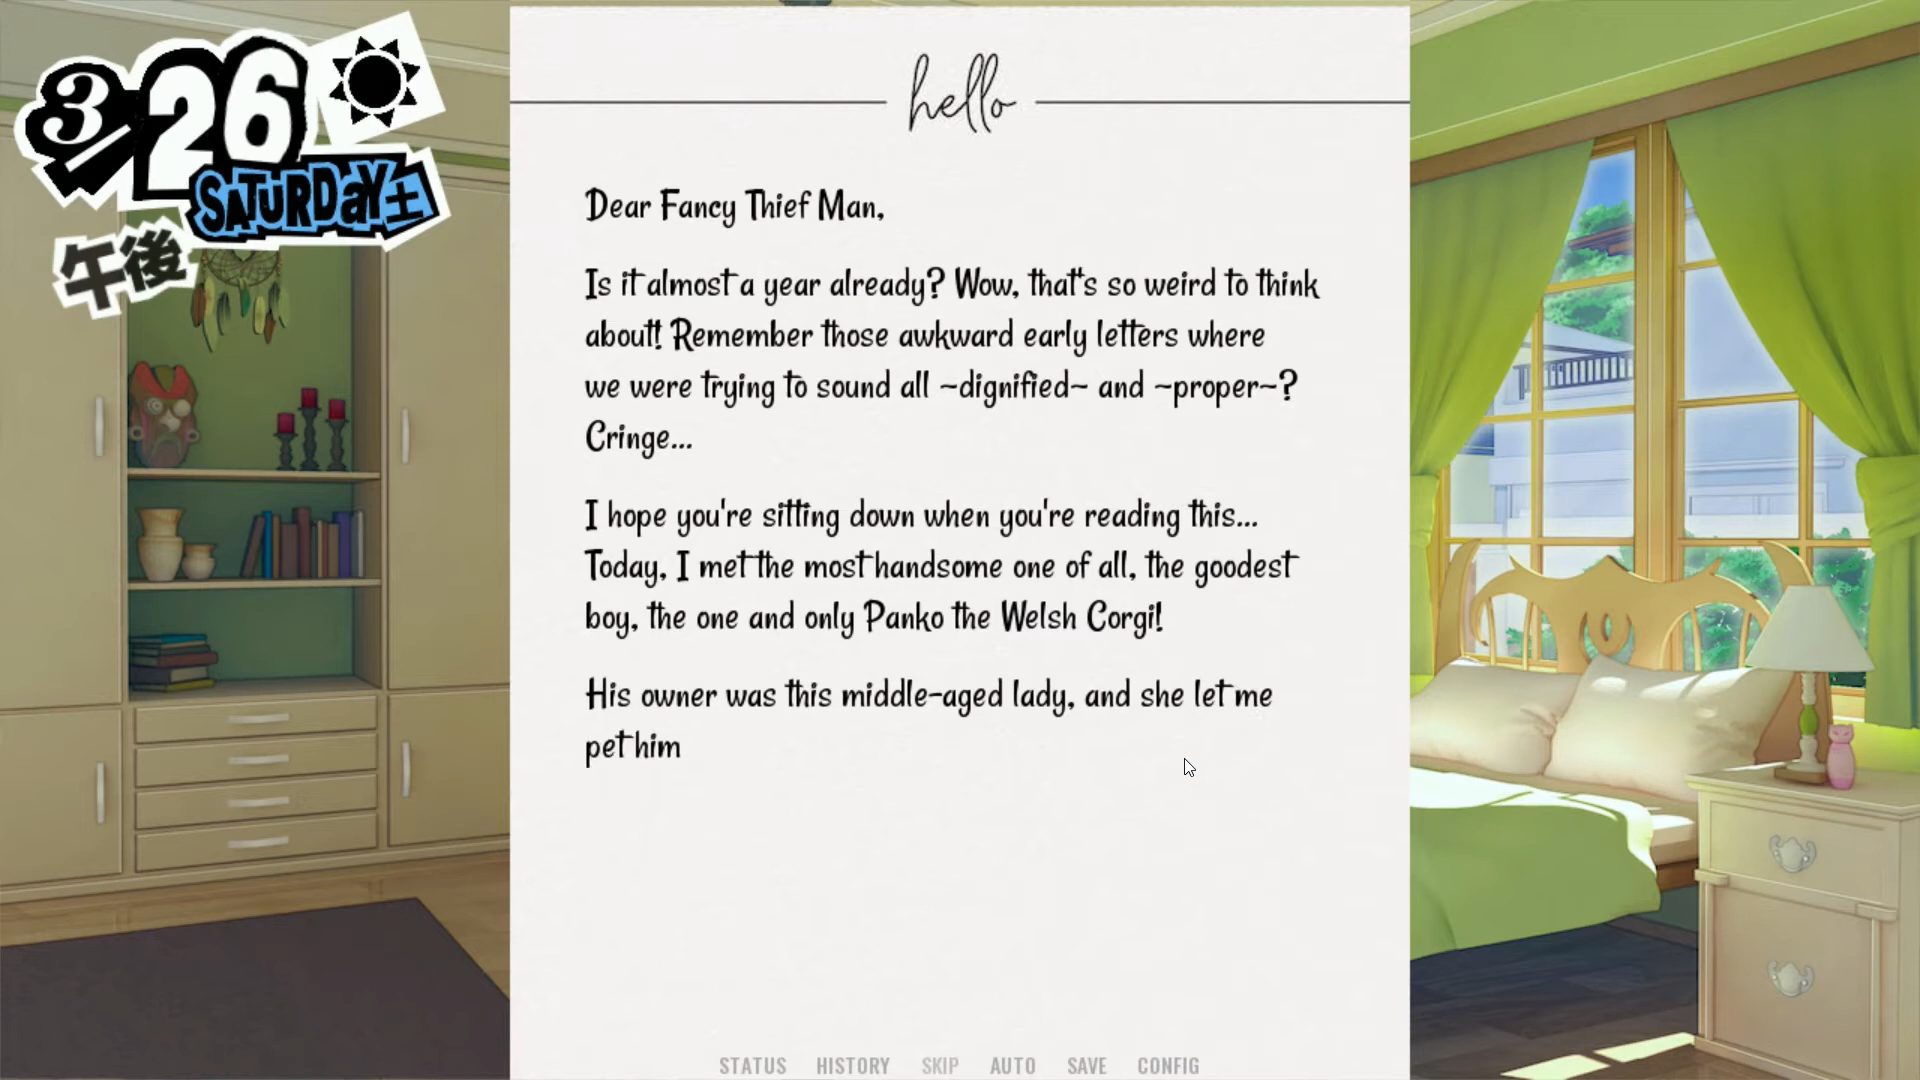 3/26
SATURDAY土
午後
hello
Dear Fancy Thief Man,
Is it almost a year already? Wow, that's so weird to think
about! Remember those awkward early letters where
we were trying to sound all ~dignified~ and ~proper~?
Cringe...
I hope you're sitting down when you're reading this...
Today, I met the most handsome one of all, the goodest
boy, the one and only Panko the Welsh Corgi!
His owner was this middle-aged lady, and she let me
pet him
STATUS HISTORY SKIP AUTO SAVE CONFIG